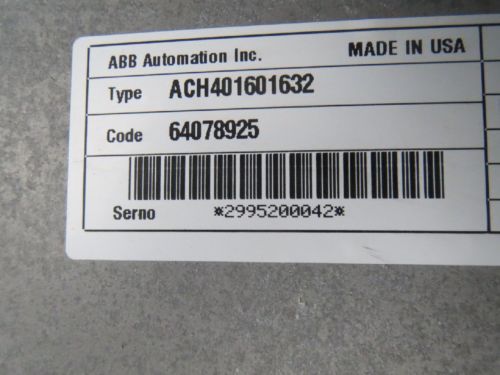 ABB Automation Inc. MADE IN USA
Type ACH401601632
Code 64078925
Serno *2995200042*